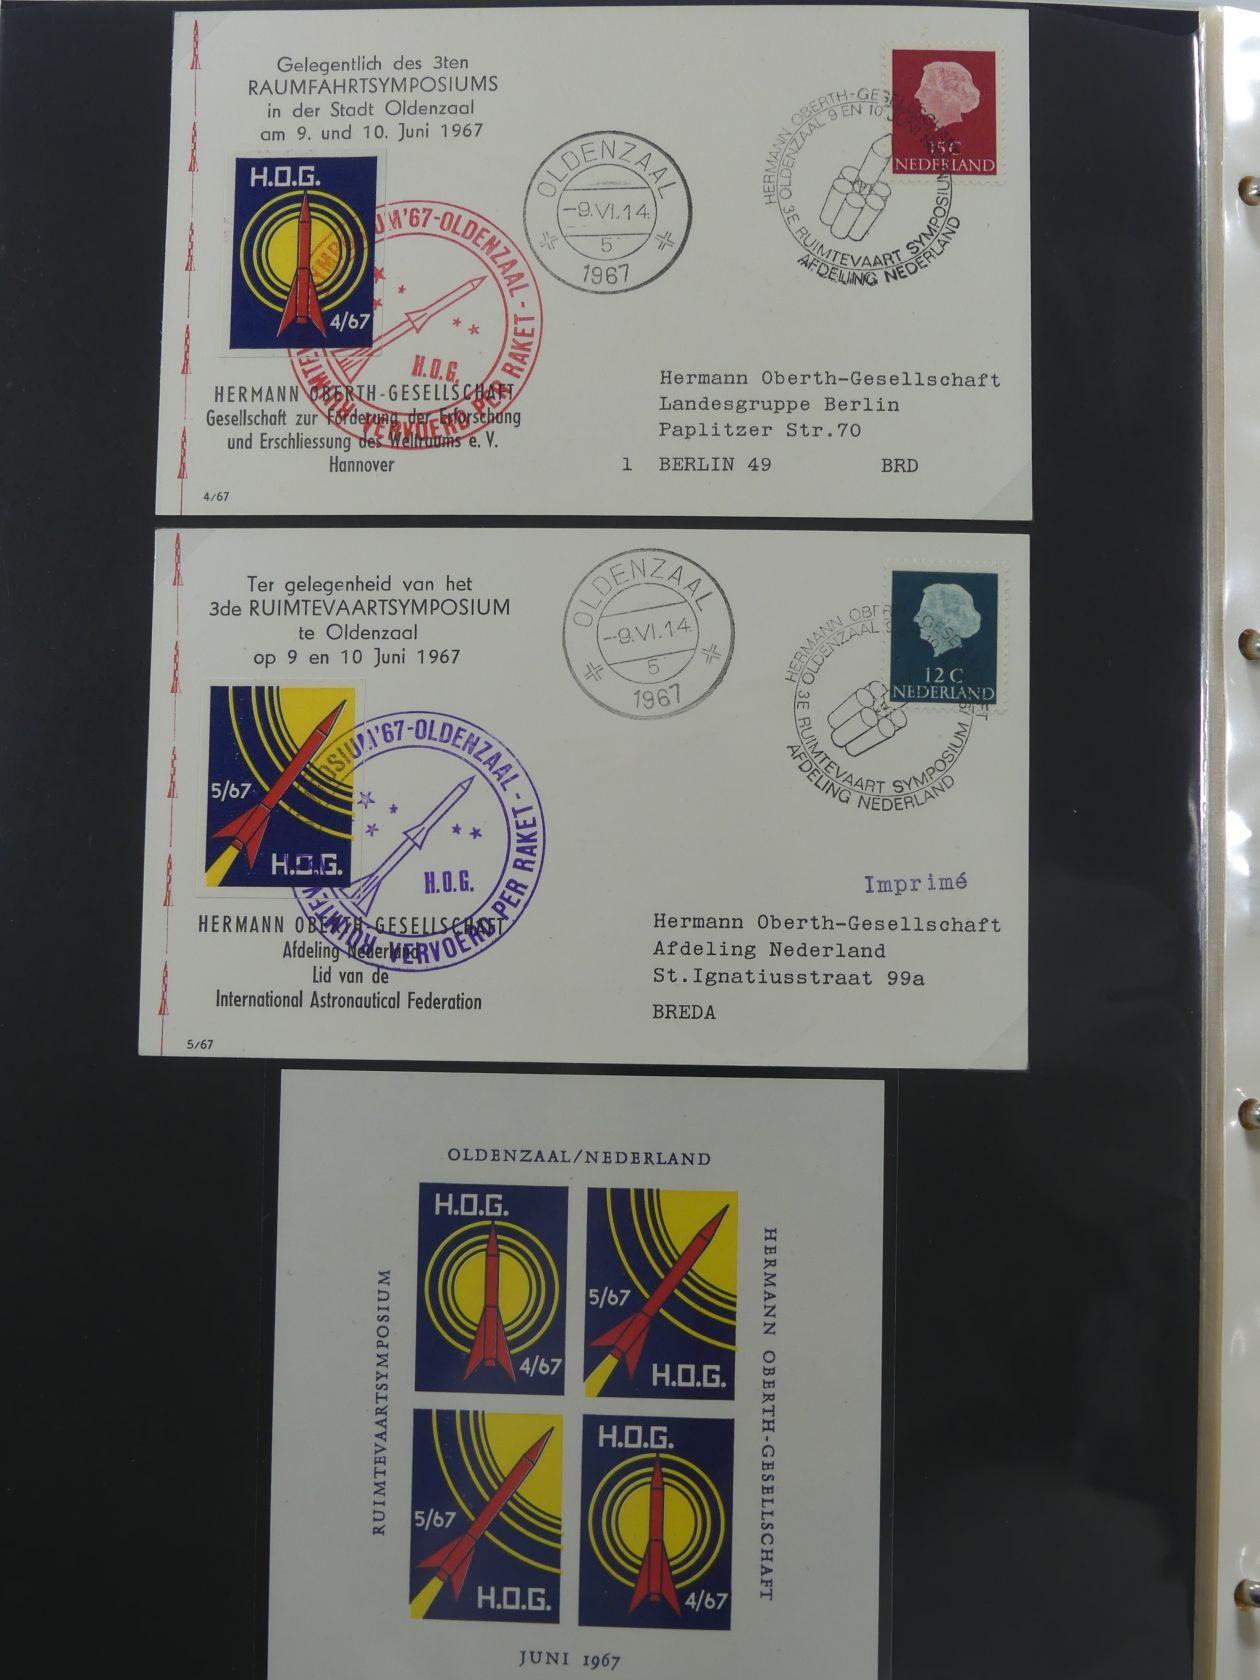 Gelegentlich des 3ten
RAUMFAHRTSYMPOSIUMS
in der Stadt Oldenzaal
am 9. und 10. Juni 1967
H.O.G.
4/67
OLDENZAAL
-9.VI.14
5
1967
HERMANN OBERTH-GESELLSCHAFT
OLDENZAAL 9 EN 10 JUNI
3E RUIMTEVAART SYMPOSIUM
AFDELING NEDERLAND
15 C
NEDERLAND
'67-OLDENZAAL-
VERVOERD PER RAKET-
H.O.G.
HERMANN OBERTH-GESELLSCHAFT
Gesellschaft zur Förderung der Erforschung
und Erschliessung des Weltraums e. V.
Hannover
4/67
Hermann Oberth-Gesellschaft
Landesgruppe Berlin
Paplitzer Str.70
1 BERLIN 49 BRD
Ter gelegenheid van het
3de RUIMTEVAARTSYMPOSIUM
te Oldenzaal
op 9 en 10 Juni 1967
5/67
H.O.G.
OLDENZAAL
-9.VI.14
5
1967
HERMANN OBERTH-GESE
OLDENZAAL 9
3E RUIMTEVAART SYMPOSIUM
AFDELING NEDERLAND
12 C
NEDERLAND
SIUM'67-OLDENZAAL-
VERVOERD PER RAKET-
H.O.G.
HERMANN OBERTH-GESELLSCHAFT
Afdeling Nederland
Lid van de
International Astronautical Federation
5/67
Imprimé
Hermann Oberth-Gesellschaft
Afdeling Nederland
St.Ignatiusstraat 99a
BREDA
OLDENZAAL/NEDERLAND
RUIMTEVAARTSYMPOSIUM
HERMANN OBERTH-GESELLSCHAFT
H.O.G.
4/67
5/67
H.O.G.
5/67
H.O.G.
H.O.G.
4/67
JUNI 1967